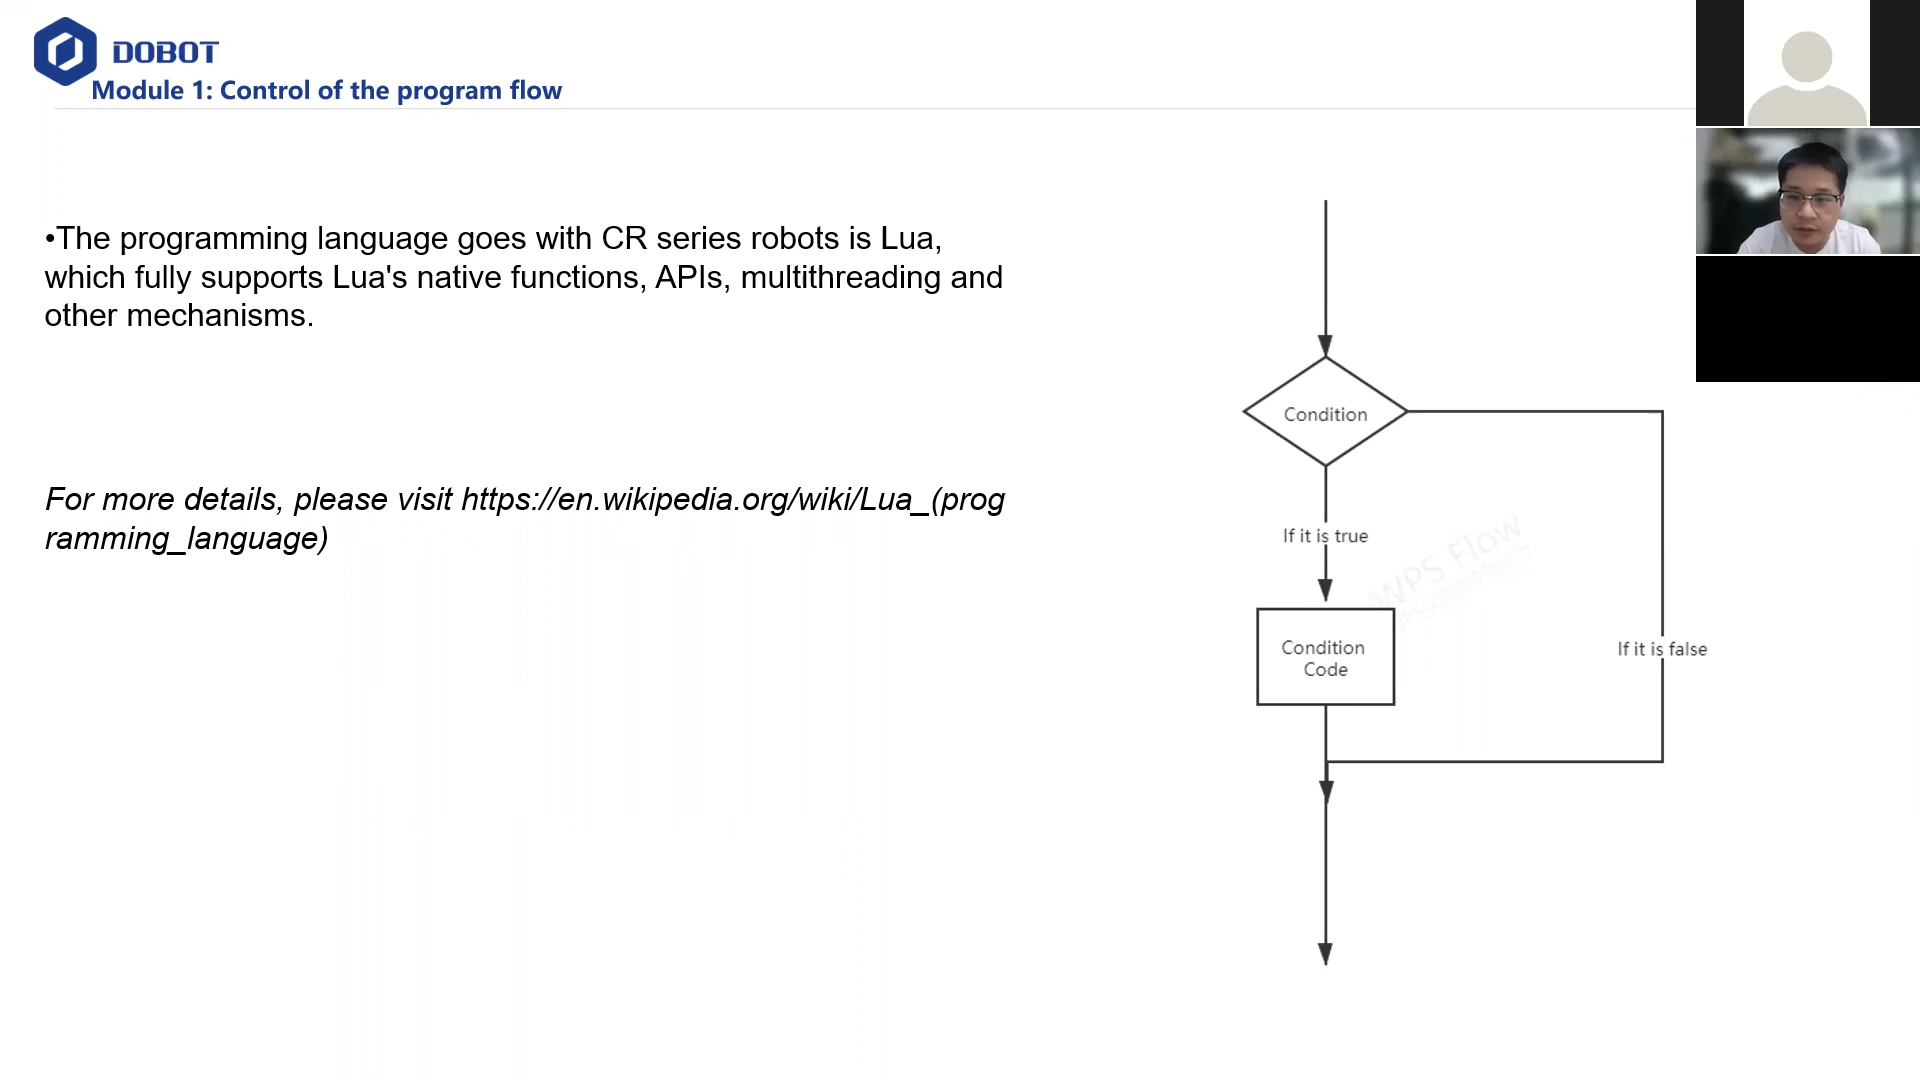 DOBOT
Module 1: Control of the program flow
•The programming language goes with CR series robots is Lua,
which fully supports Lua's native functions, APIs, multithreading and
other mechanisms.
For more details, please visit https://en.wikipedia.org/wiki/Lua_(prog
ramming_language)
Condition
If it is true
WPS Flow
Condition
Code
If it is false